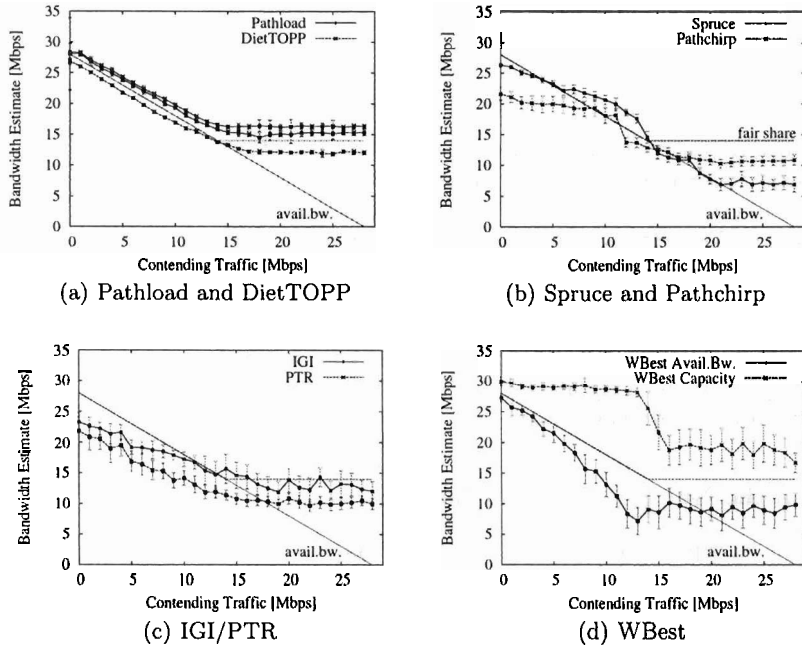 35
30
25
20
15
10
5
0
Bandwidth Estimate [Mbps]
Pathload
DietTOPP
avail.bw.
0 5 10 15 20 25
Contending Traffic [Mbps]
(a) Pathload and DietTOPP
35
30
25
20
15
10
5
0
Bandwidth Estimate [Mbps]
Spruce
Pathchirp
fair share
avail.bw.
0 5 10 15 20 25
Contending Traffic [Mbps]
(b) Spruce and Pathchirp
35
30
25
20
15
10
5
0
Bandwidth Estimate [Mbps]
IGI
PTR
avail.bw.
0 5 10 15 20 25
Contending Traffic [Mbps]
(c) IGI/PTR
35
30
25
20
15
10
5
0
Bandwidth Estimate [Mbps]
WBest Avail.Bw.
WBest Capacity
avail.bw.
0 5 10 15 20 25
Contending Traffic [Mbps]
(d) WBest